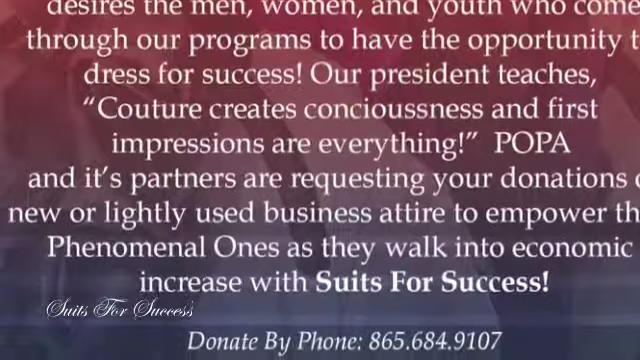 desires the men, women, and youth who come
through our programs to have the opportunity t
dress for success! Our president teaches,
“Couture creates conciousness and first
impressions are everything!” POPA
and it’s partners are requesting your donations o
new or lightly used business attire to empower th
Phenomenal Ones as they walk into economic
increase with Suits For Success!
Suits For Success
Donate By Phone: 865.684.9107